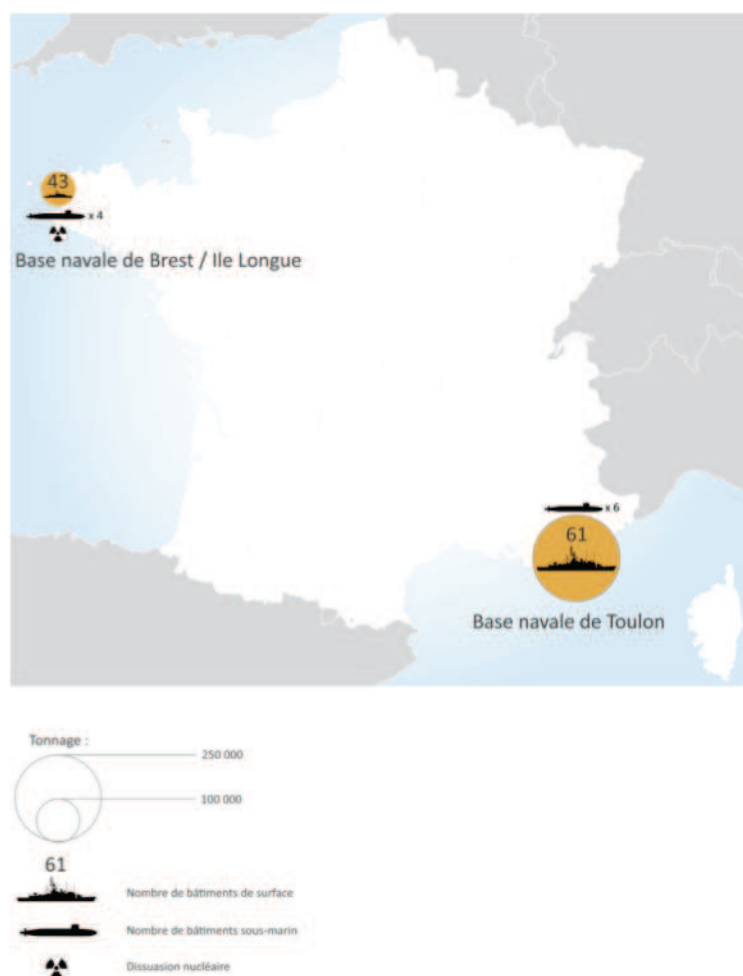 43
x 4
Base navale de Brest / Ile Longue
x 6
61
Base navale de Toulon
Tonnage :
250 000
100 000
61
Nombre de bâtiments de surface
Nombre de bâtiments sous-marin
Dissuasion nucléaire